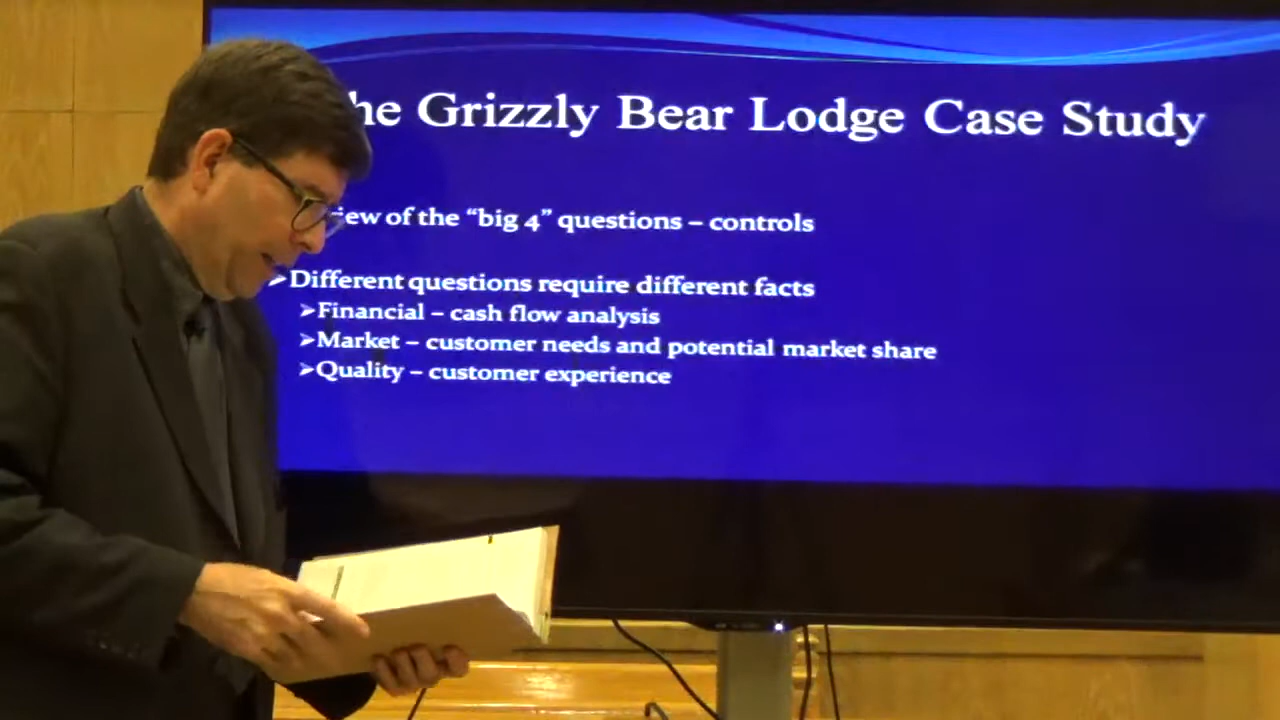 he Grizzly Bear Lodge Case Study
iew of the “big 4” questions – controls
➢Different questions require different facts
➢Financial – cash flow analysis
➢Market – customer needs and potential market share
➢Quality – customer experience